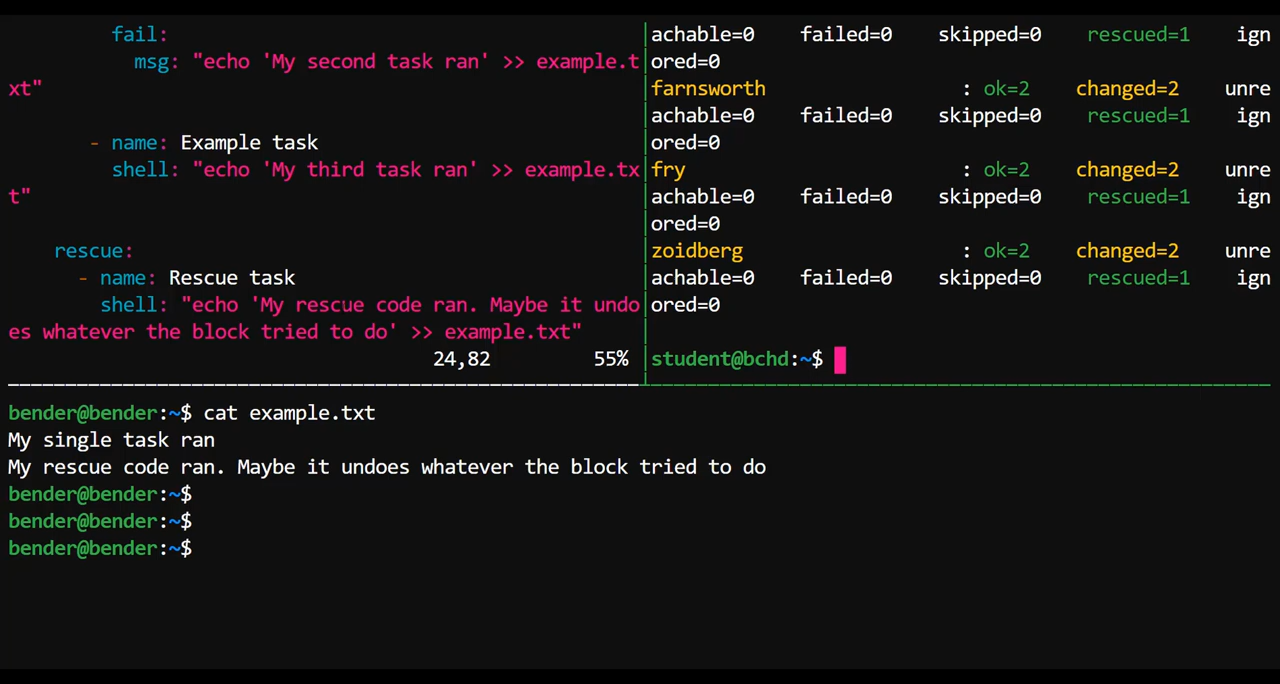 fail:
msg: "echo 'My second task ran' >> example.t
xt"
- name: Example task
shell: "echo 'My third task ran' >> example.tx
t"
rescue:
- name: Rescue task
shell: "echo 'My rescue code ran. Maybe it undo
es whatever the block tried to do' >> example.txt"
24,82 55%
achable=0 failed=0 skipped=0 rescued=1 ign
ored=0
farnsworth : ok=2 changed=2 unre
achable=0 failed=0 skipped=0 rescued=1 ign
ored=0
fry : ok=2 changed=2 unre
achable=0 failed=0 skipped=0 rescued=1 ign
ored=0
zoidberg : ok=2 changed=2 unre
achable=0 failed=0 skipped=0 rescued=1 ign
ored=0
student@bchd:~$
bender@bender:~$ cat example.txt
My single task ran
My rescue code ran. Maybe it undoes whatever the block tried to do
bender@bender:~$
bender@bender:~$
bender@bender:~$